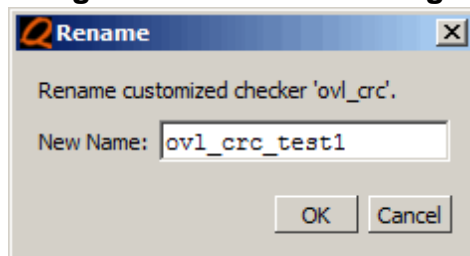 Rename
Rename customized checker 'ovl_crc'.
New Name: ovl_crc_test1
OK Cancel